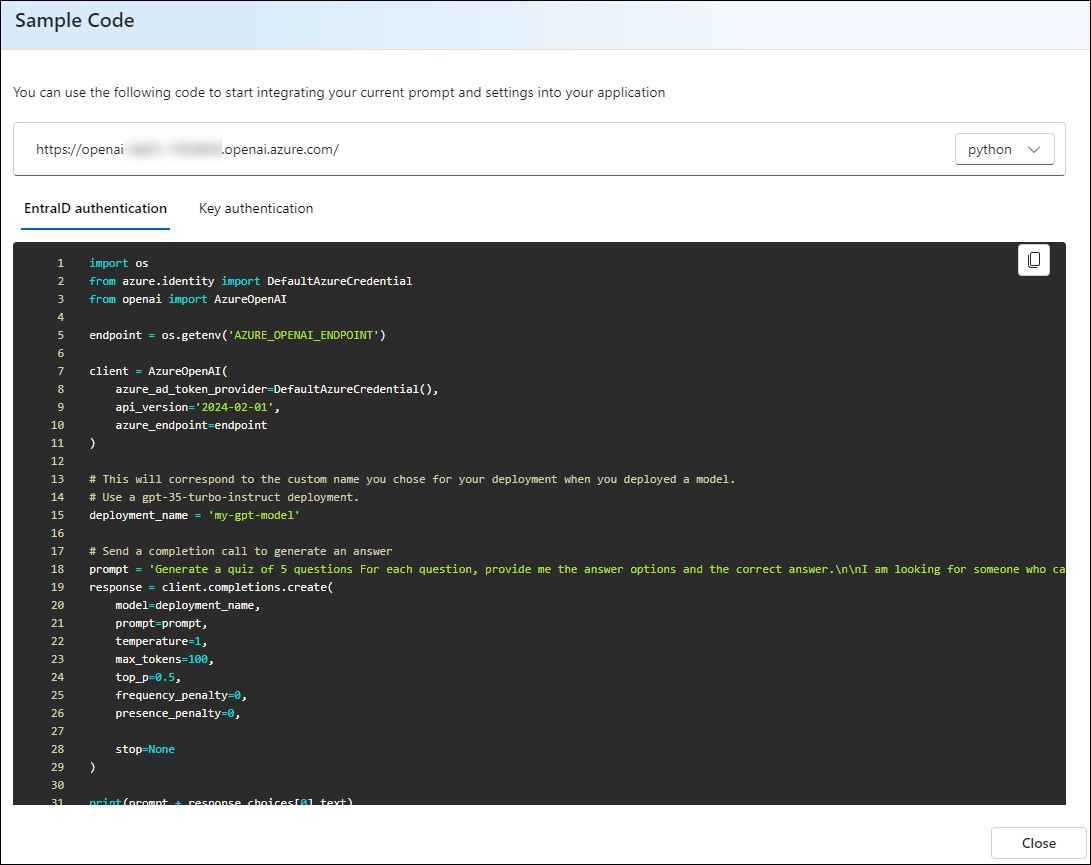 Sample Code
You can use the following code to start integrating your current prompt and settings into your application
https://openai .openai.azure.com/
python
EntraID authentication Key authentication
1 import os
2 from azure.identity import DefaultAzureCredential
3 from openai import AzureOpenAI
4
5 endpoint = os.getenv('AZURE_OPENAI_ENDPOINT')
6
7 client = AzureOpenAI(
8 azure_ad_token_provider=DefaultAzureCredential(),
9 api_version='2024-02-01',
10 azure_endpoint=endpoint
11 )
12
13 # This will correspond to the custom name you chose for your deployment when you deployed a model.
14 # Use a gpt-35-turbo-instruct deployment.
15 deployment_name = 'my-gpt-model'
16
17 # Send a completion call to generate an answer
18 prompt = 'Generate a quiz of 5 questions For each question, provide me the answer options and the correct answer.\n\nI am looking for someone who ca
19 response = client.completions.create(
20 model=deployment_name,
21 prompt=prompt,
22 temperature=1,
23 max_tokens=100,
24 top_p=0.5,
25 frequency_penalty=0,
26 presence_penalty=0,
27
28 stop=None
29 )
30
31 print(prompt + response.choices[0].text)
Close